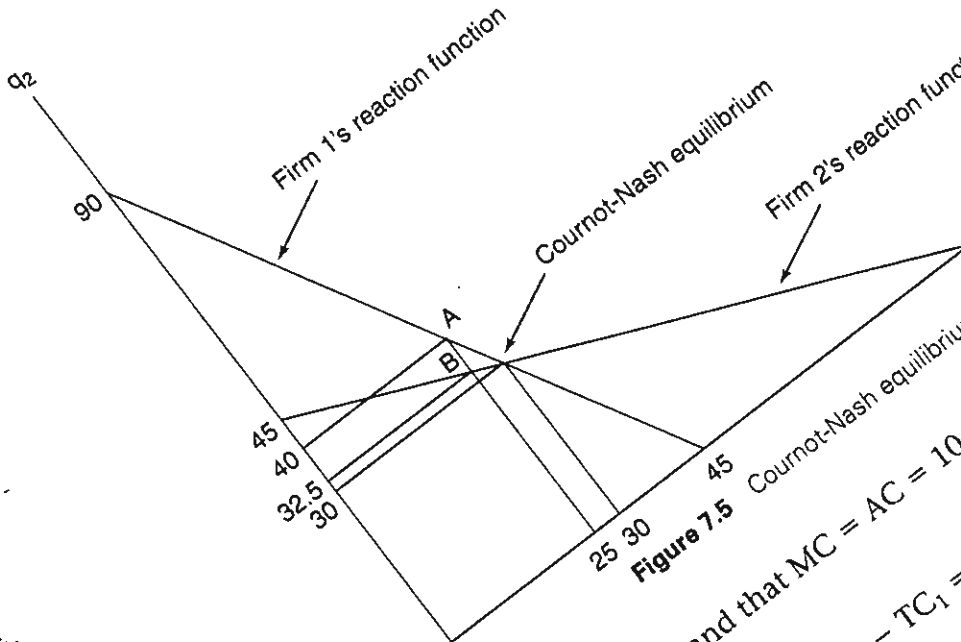 q2
90
Firm 1's reaction function
Cournot-Nash equilibrium
Firm 2's reaction
A
B
45
40
32.5
30
25 30
45
Figure 7.5 Cournot-Nash equilibrium
and that MC = AC = 10
– TC1 =